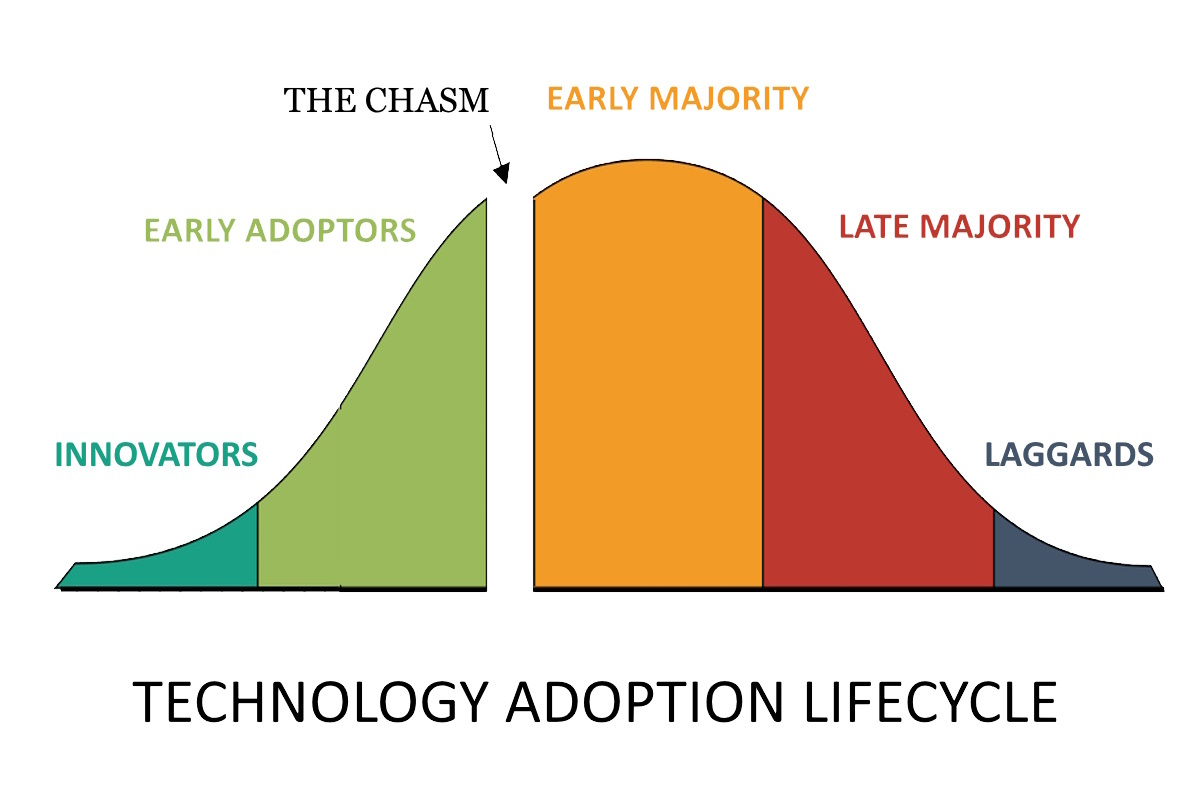 THE CHASM
EARLY MAJORITY
EARLY ADOPTORS
LATE MAJORITY
INNOVATORS
LAGGARDS
TECHNOLOGY ADOPTION LIFECYCLE